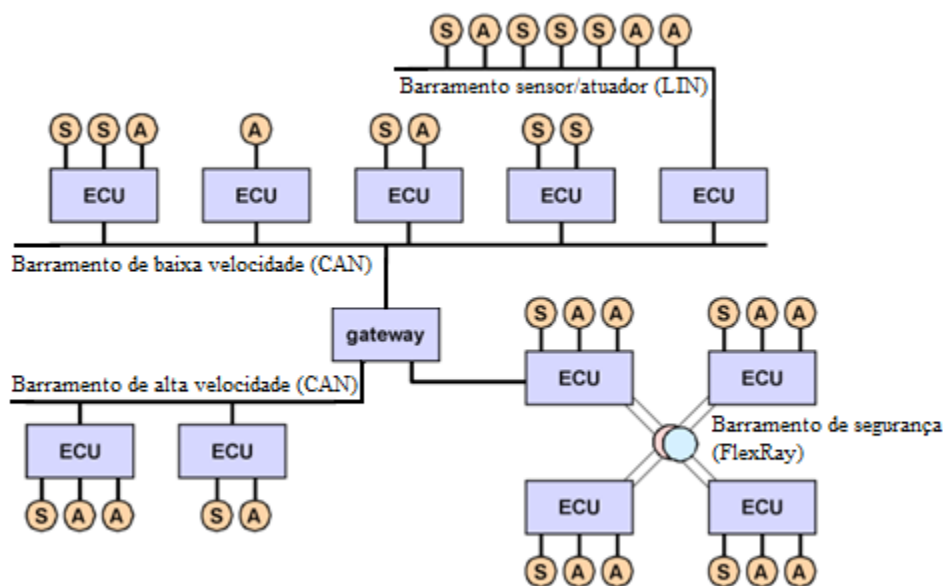 S A S S S A A
Barramento sensor/atuador (LIN)
S S A A S A S S
ECU ECU ECU ECU ECU
Barramento de baixa velocidade (CAN)
gateway
S A A S A A
Barramento de alta velocidade (CAN)
ECU ECU
Barramento de segurança
(FlexRay)
ECU ECU
S A A S A
ECU ECU
S A A S A A